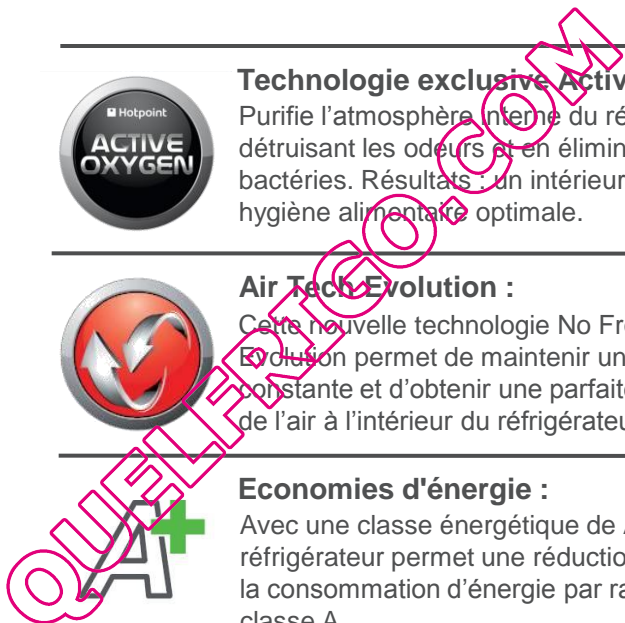 Technologie exclusive Activ
Hotpoint
ACTIVE
OXYGEN
Purifie l’atmosphère interne du ré
détruisant les odeurs et en élimin
bactéries. Résultats : un intérieur
hygiène alimentaire optimale.
Air Tech Evolution :
Cette nouvelle technologie No Fr
Evolution permet de maintenir un
constante et d’obtenir une parfait
de l’air à l’intérieur du réfrigérateu
Economies d'énergie :
A+
Avec une classe énergétique de A
réfrigérateur permet une réductio
la consommation d’énergie par ra
classe A
QUELFRIGO.COM